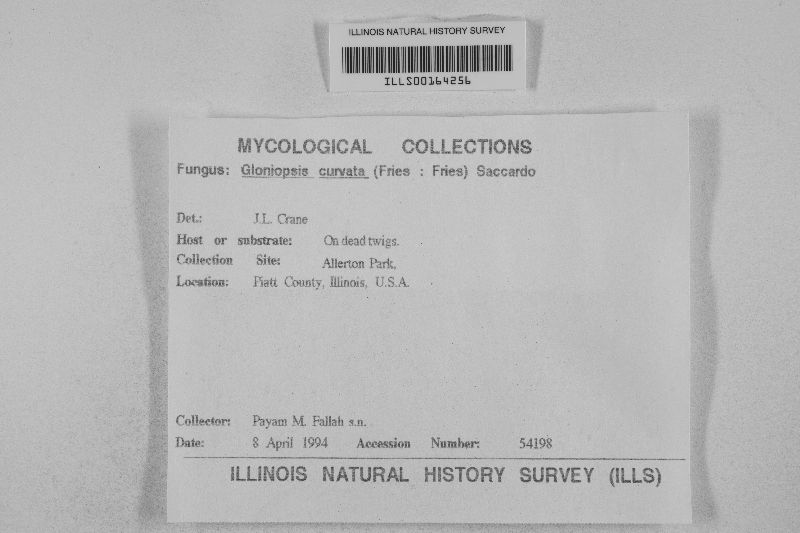 ILLINOIS NATURAL HISTORY SURVEY
ILLS00164256
MYCOLOGICAL COLLECTIONS
Fungus: Gloniopsis curvata (Fries : Fries) Saccardo
Det.: J.L. Crane
Host or substrate: On dead twigs.
Collection Site: Allerton Park,
Location: Piatt County, Illinois, U.S.A.
Collector: Payam M. Fallah s.n.
Date: 8 April 1994 Accession Number: 54198
ILLINOIS NATURAL HISTORY SURVEY (ILLS)